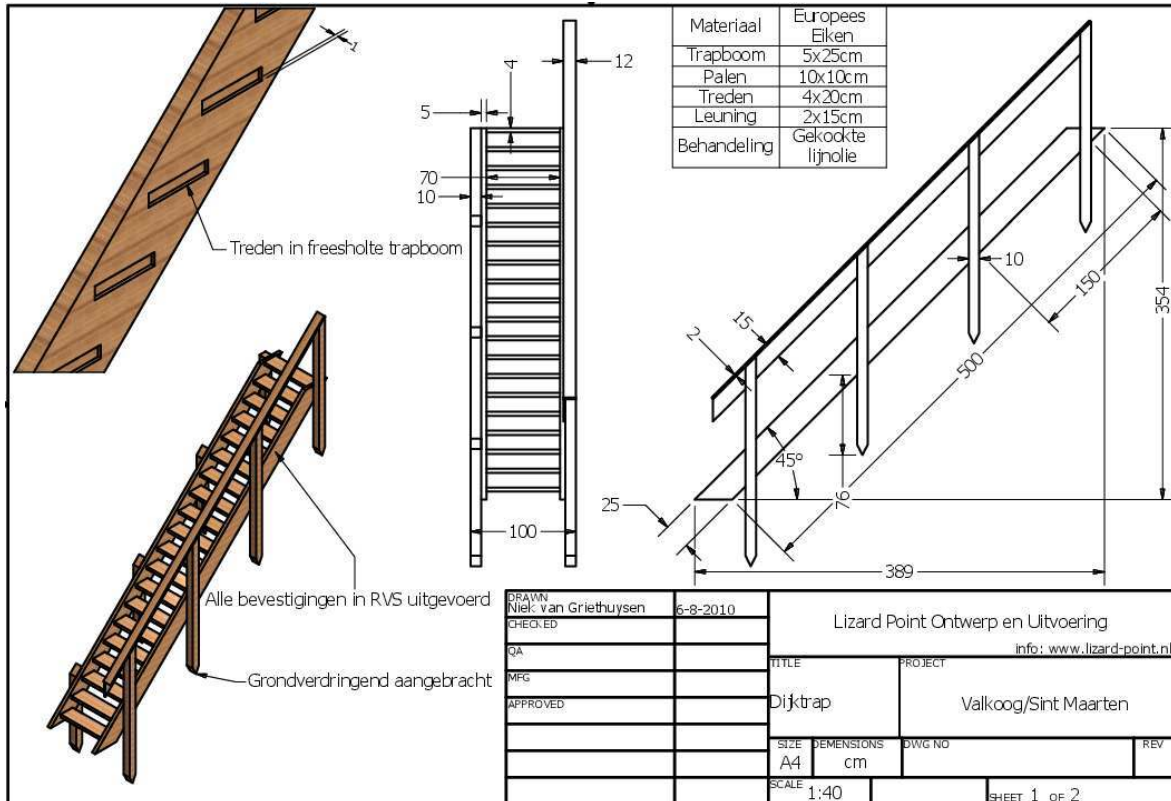 1
Treden in freesholte trapboom
4
12
5
70
10
100
Materiaal Europees Eiken
Trapboom 5x25cm
Palen 10x10cm
Treden 4x20cm
Leuning 2x15cm
Behandeling Gekookte lijnolie
10
150
354
15
2
500
45°
76
25
389
Alle bevestigingen in RVS uitgevoerd
Grondverdringend aangebracht
DRAWN
Niek van Griethuysen 6-8-2010
CHECKED
QA
MFG
APPROVED
Lizard Point Ontwerp en Uitvoering
info: www.lizard-point.nl
TITLE
Dijktrap
PROJECT
Valkoog/Sint Maarten
SIZE
A4
DEMENSIONS
cm
DWG NO
REV
SCALE 1:40
SHEET 1 OF 2